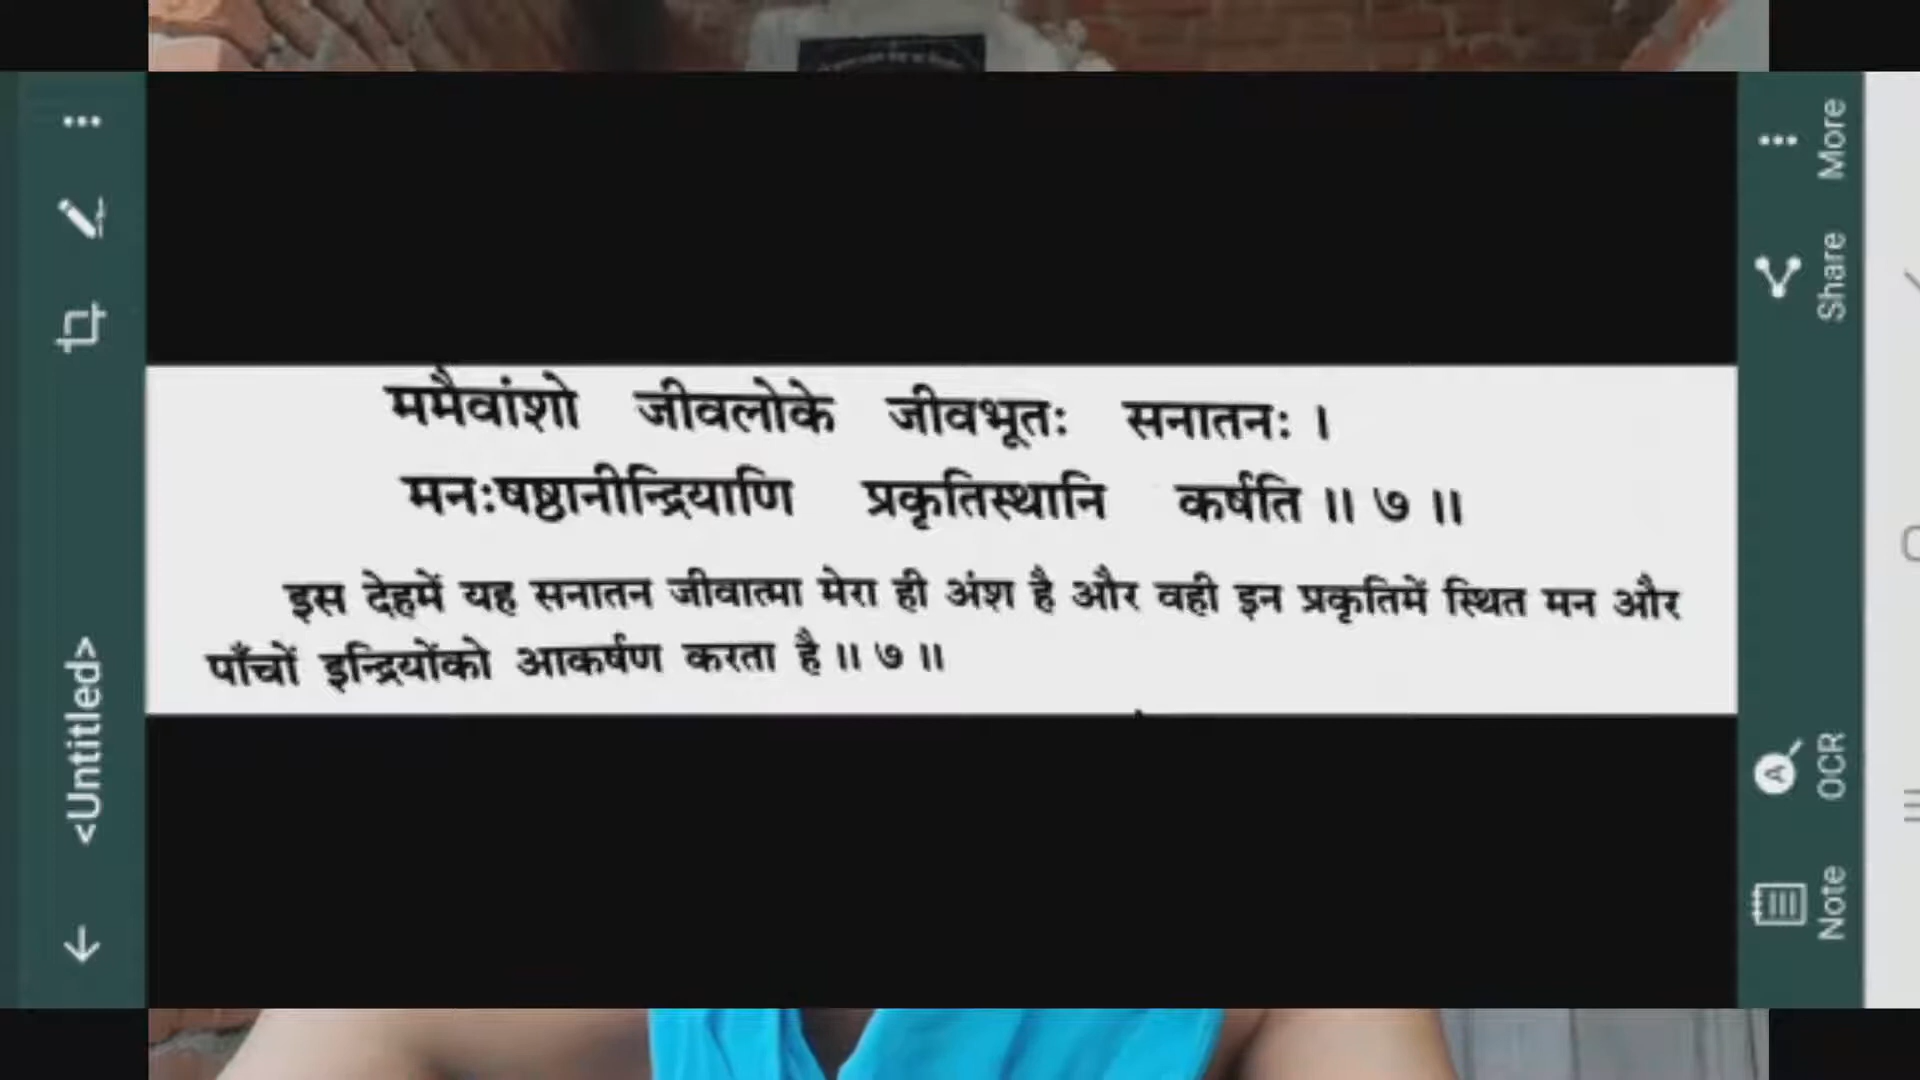 ममैवांशो जीवलोके जीवभूतः सनातनः ।
मनःषष्ठानीन्द्रियाणि प्रकृतिस्थानि कर्षति ॥ ७ ॥
इस देहमें यह सनातन जीवात्मा मेरा ही अंश है और वही इन प्रकृतिमें स्थित मन और
पाँचों इन्द्रियोंको आकर्षण करता है ॥ ७ ॥
<Untitled>
More
Share
OCR
Note